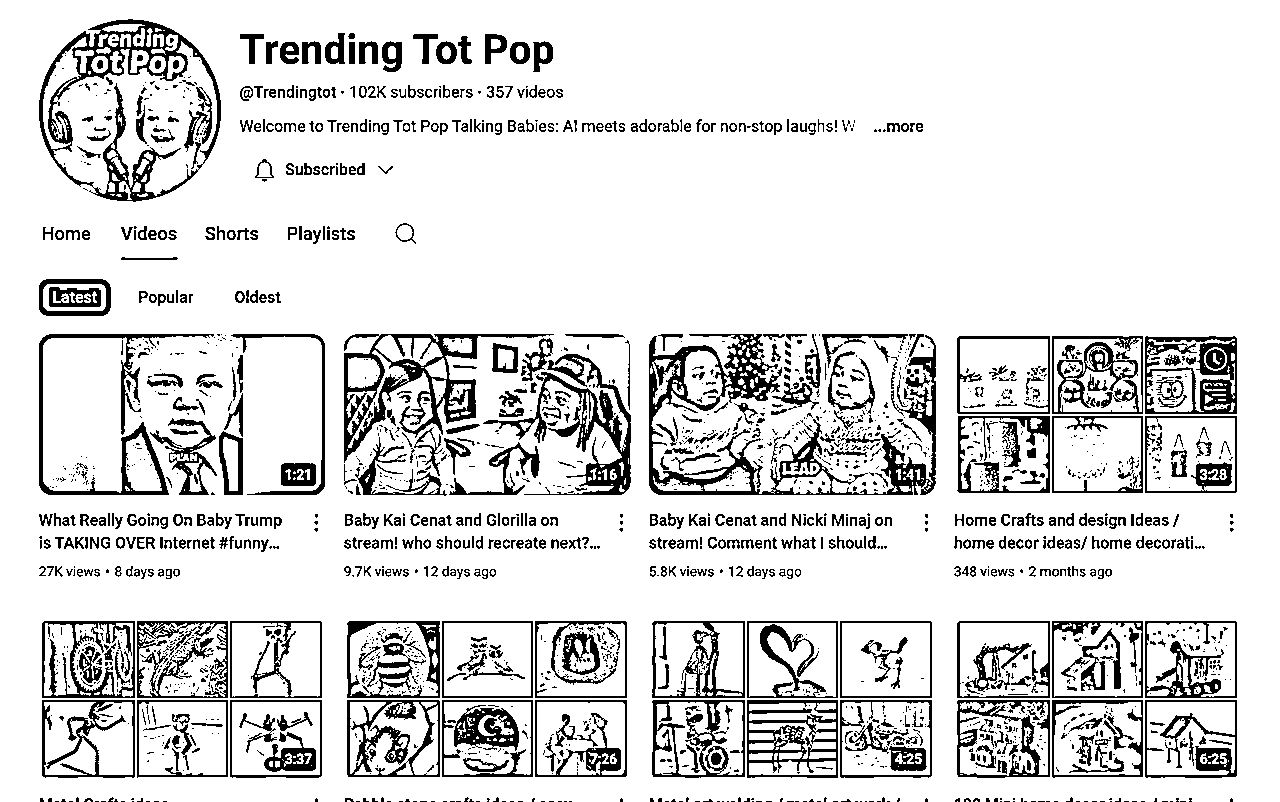 Trending
Tot Pop
Trending Tot Pop
@Trendingtot · 102K subscribers · 357 videos
Welcome to Trending Tot Pop Talking Babies: AI meets adorable for non-stop laughs! W ...more
Subscribed
Home Videos Shorts Playlists
Latest Popular Oldest
PLAN
1:21
1:16
LEAD
1:41
8:28
What Really Going On Baby Trump
is TAKING OVER Internet #funny...
27K views • 8 days ago
Baby Kai Cenat and Glorilla on
stream! who should recreate next?...
9.7K views • 12 days ago
Baby Kai Cenat and Nicki Minaj on
stream! Comment what I should...
5.8K views • 12 days ago
Home Crafts and design Ideas /
home decor ideas/ home decorati...
348 views • 2 months ago
3:37
7:26
4:25
6:25
Metal Crafts ideas